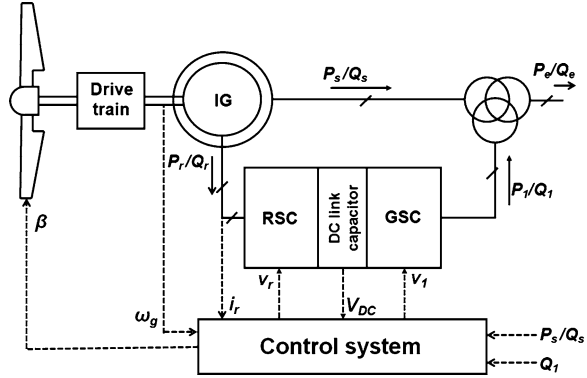 Drive
train
IG
Ps/Qs
Pe/Qe
Pr/Qr
P1/Q1
RSC
DC link
capacitor
GSC
β
vr
v1
ωg
ir
VDC
Control system
Ps/Qs
Q1